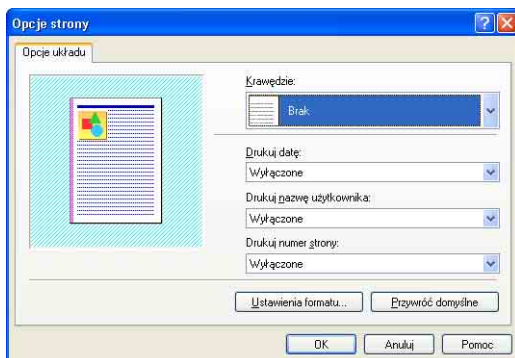 Opcje strony
Opcje układu
Krawędzie:
Brak
Drukuj datę:
Wyłączone
Drukuj nazwę użytkownika:
Wyłączone
Drukuj numer strony:
Wyłączone
Ustawienia formatu... Przywróć domyślne
OK Anuluj Pomoc